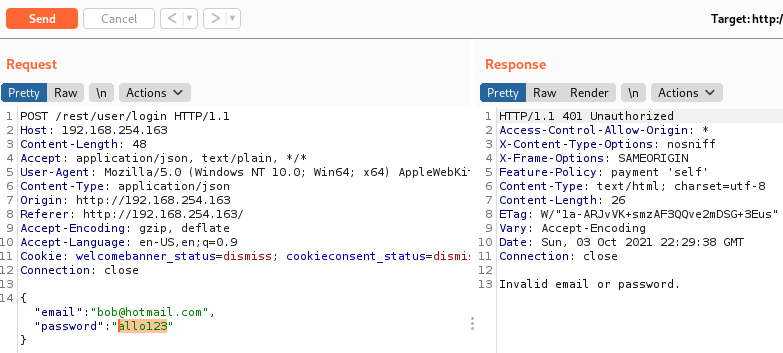 Send Cancel < > Target: http:/
Request
Pretty Raw \n Actions
1 POST /rest/user/login HTTP/1.1
2 Host: 192.168.254.163
3 Content-Length: 48
4 Accept: application/json, text/plain, */*
5 User-Agent: Mozilla/5.0 (Windows NT 10.0; Win64; x64) AppleWebKit
6 Content-Type: application/json
7 Origin: http://192.168.254.163
8 Referer: http://192.168.254.163/
9 Accept-Encoding: gzip, deflate
10 Accept-Language: en-US,en;q=0.9
11 Cookie: welcomebanner_status=dismiss; cookieconsent_status=dismis
12 Connection: close
13
14 {
"email":"bob@hotmail.com",
"password":"allo123"
}
Response
Pretty Raw Render \n Actions
1 HTTP/1.1 401 Unauthorized
2 Access-Control-Allow-Origin: *
3 X-Content-Type-Options: nosniff
4 X-Frame-Options: SAMEORIGIN
5 Feature-Policy: payment 'self'
6 Content-Type: text/html; charset=utf-8
7 Content-Length: 26
8 ETag: W/"1a-ARJvVK+smzAF3QQve2mDSG+3Eus"
9 Vary: Accept-Encoding
10 Date: Sun, 03 Oct 2021 22:29:38 GMT
11 Connection: close
12
13 Invalid email or password.